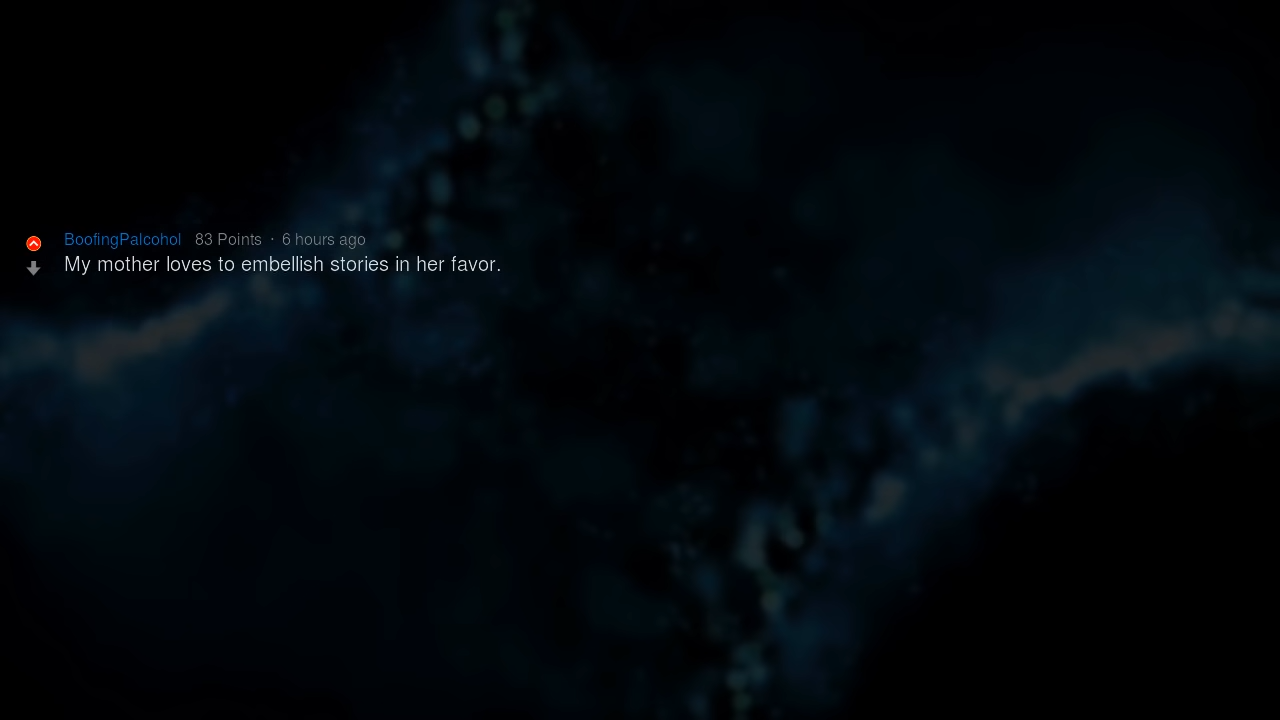 BoofingPalcohol 83 Points · 6 hours ago
My mother loves to embellish stories in her favor.